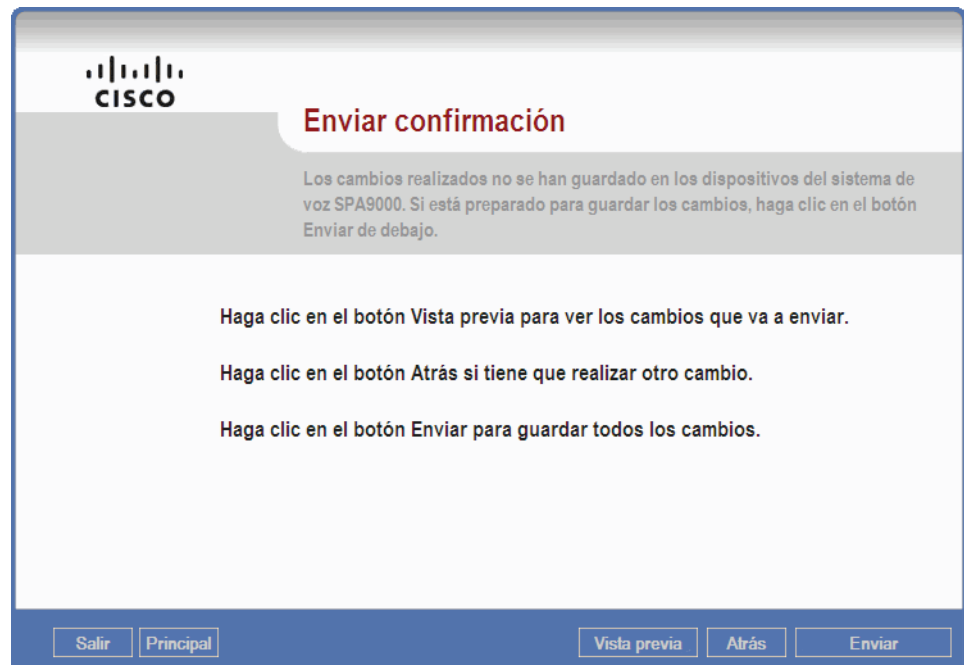 CISCO
Enviar confirmación
Los cambios realizados no se han guardado en los dispositivos del sistema de
voz SPA9000. Si está preparado para guardar los cambios, haga clic en el botón
Enviar de debajo.
Haga clic en el botón Vista previa para ver los cambios que va a enviar.
Haga clic en el botón Atrás si tiene que realizar otro cambio.
Haga clic en el botón Enviar para guardar todos los cambios.
Salir Principal Vista previa Atrás Enviar